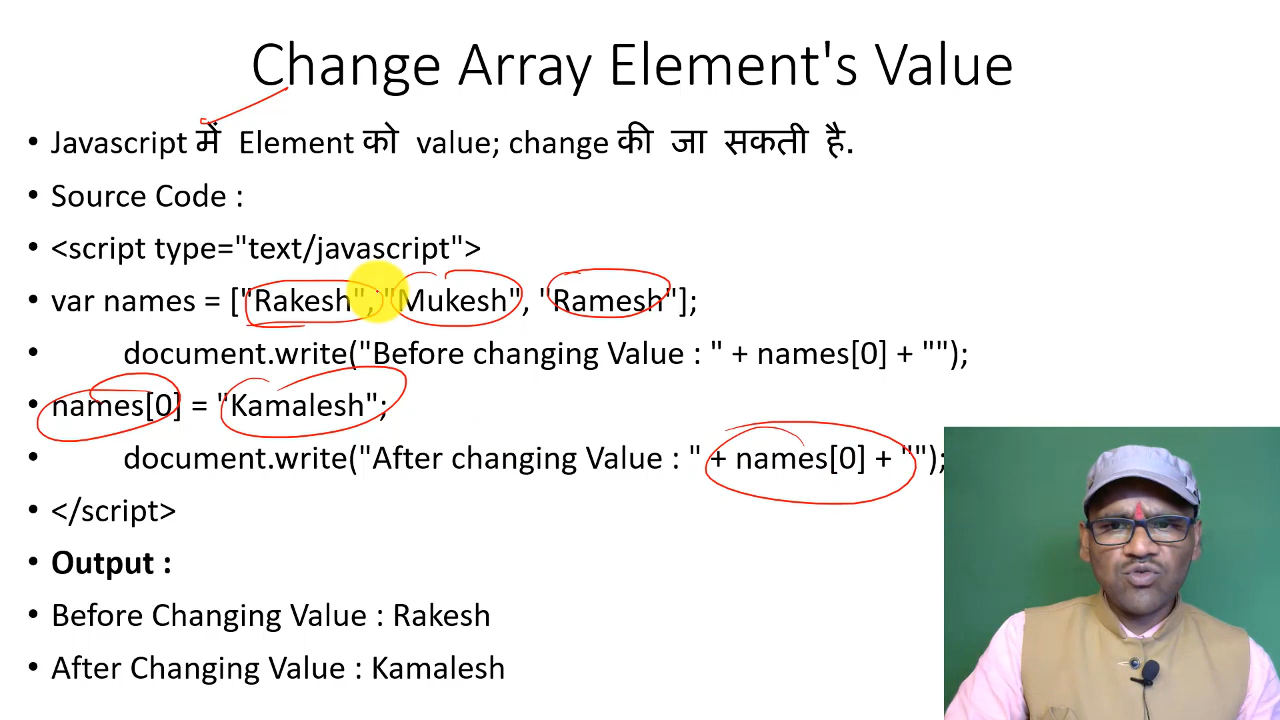 Change Array Element's Value
• Javascript में Element को value; change की जा सकती है.
• Source Code :
• <script type="text/javascript">
• var names = ["Rakesh", "Mukesh", "Ramesh"];
• document.write("Before changing Value : " + names[0] + "");
• names[0] = "Kamalesh";
• document.write("After changing Value : " + names[0] + "");
• </script>
• Output :
• Before Changing Value : Rakesh
• After Changing Value : Kamalesh